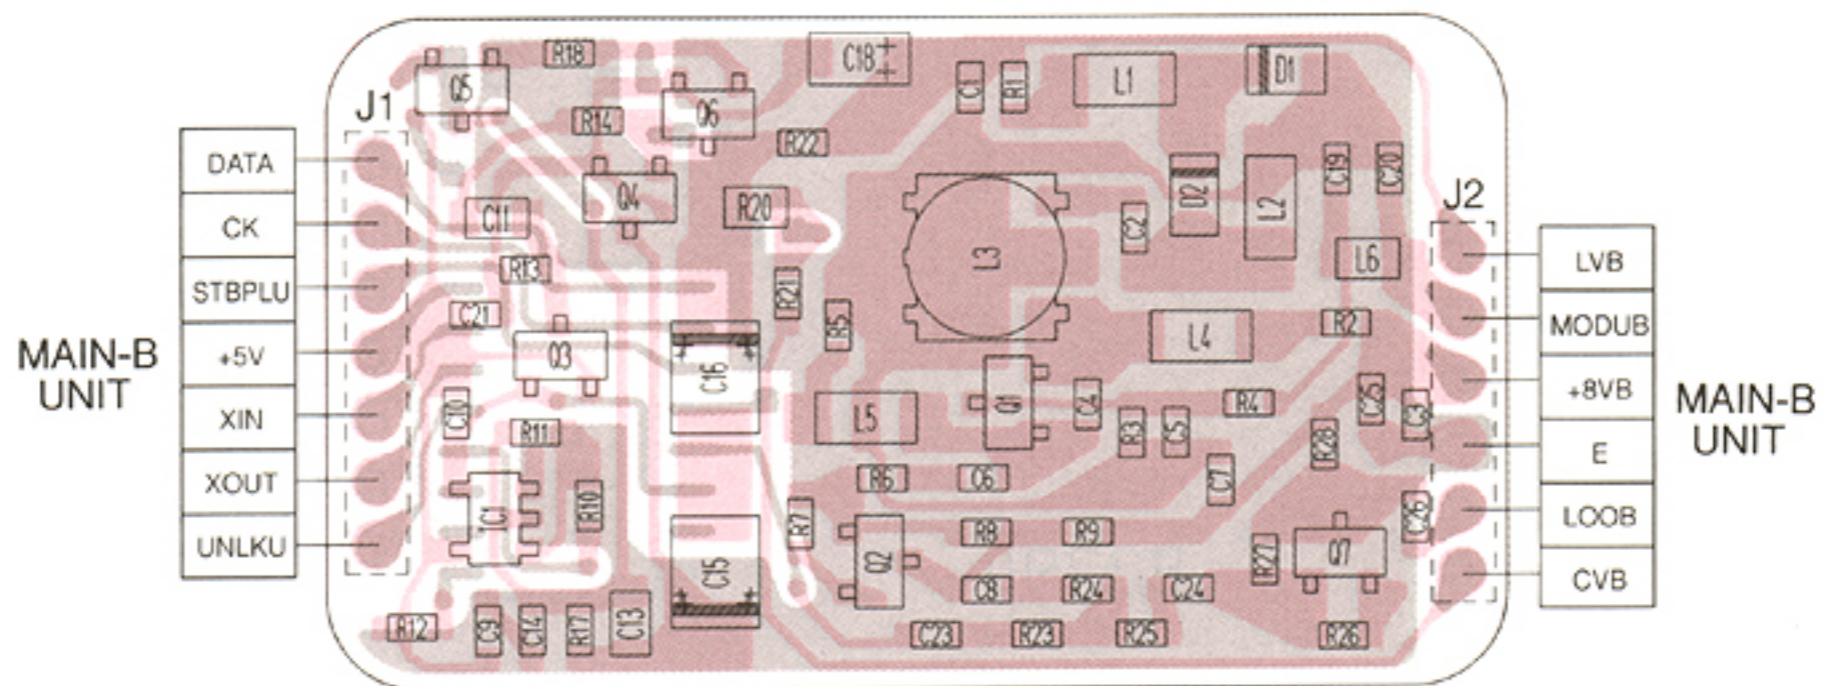 J1
DATA
CK
STBPLU
+5V
XIN
XOUT
UNLKU
MAIN-B
UNIT
Q5
R18
C18
R14
Q6
R22
C1
R1
L1
D1
C11
Q4
R20
L3
C2
D2
L2
C19
C20
R13
L6
C21
R21
R5
L4
R2
Q3
C16
C10
R11
L5
Q1
C4
R3
C5
R4
R28
C25
C3
IC1
R10
R6
C6
C7
R7
C15
Q2
R8
R9
R27
Q7
C26
C8
R24
C24
R12
C9
C14
R17
C13
C23
R23
R25
R26
J2
LVB
MODUB
+8VB
E
LOOB
CVB
MAIN-B
UNIT